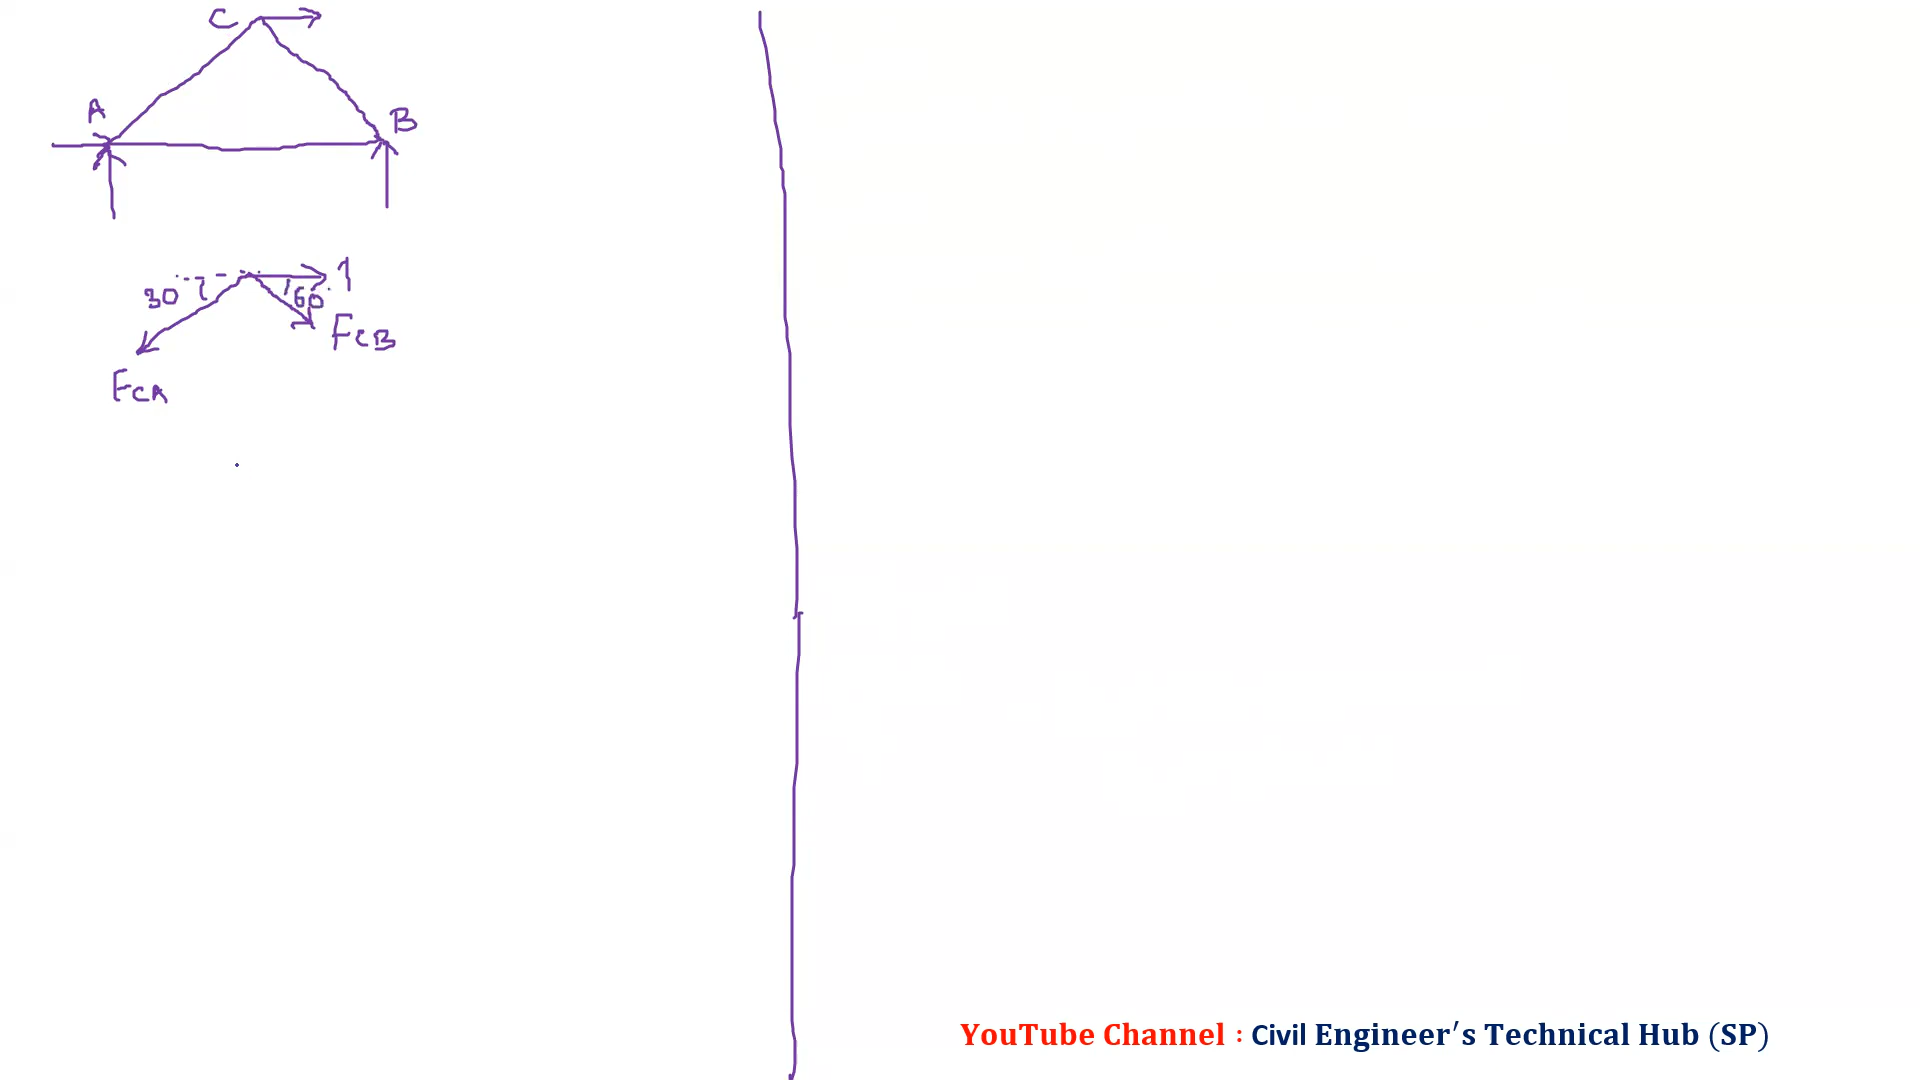 C
A
B
1
30
60
FCB
FCA
YouTube Channel : Civil Engineer's Technical Hub (SP)